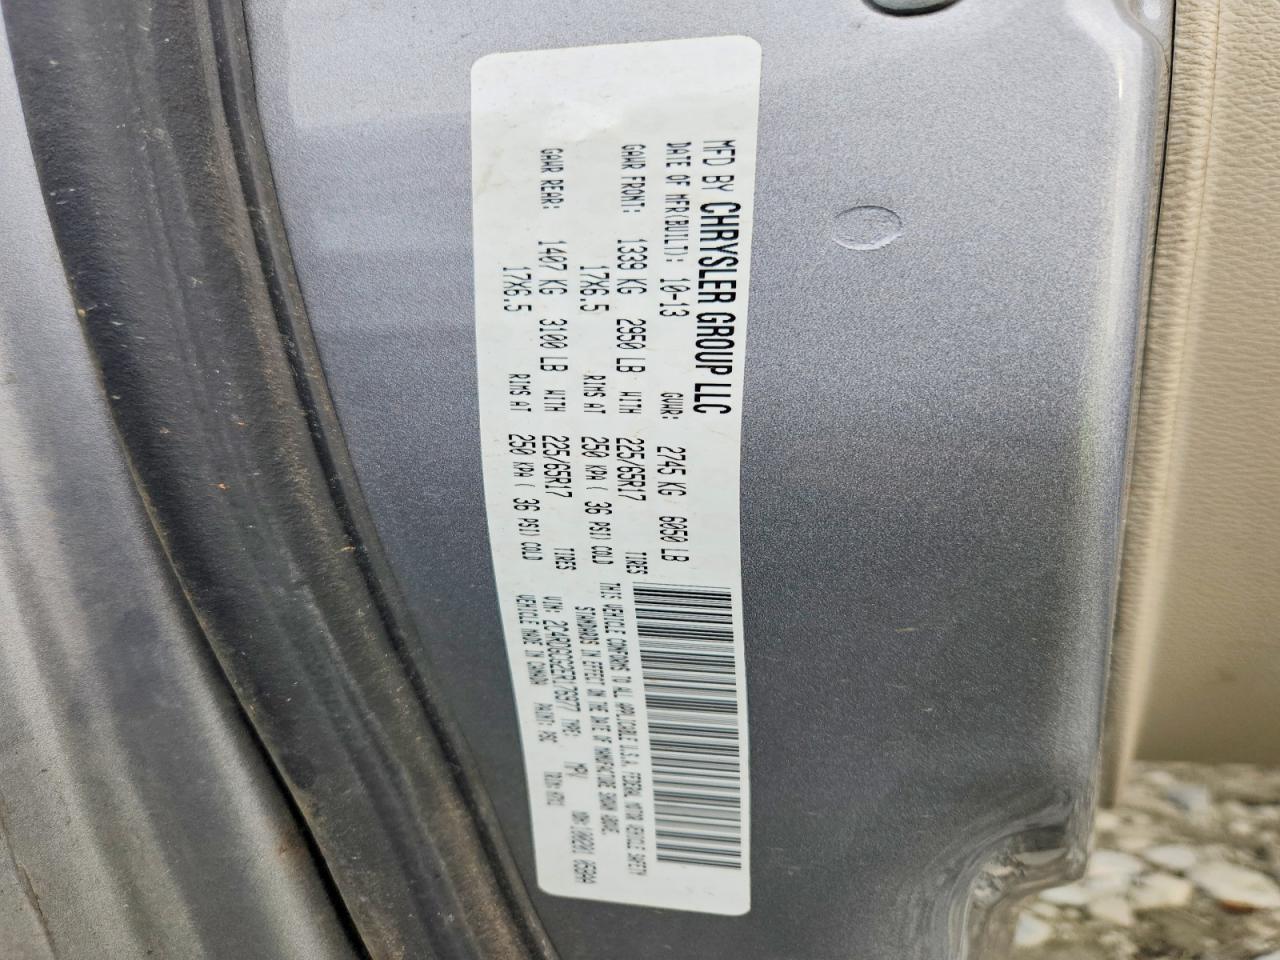 MFD BY CHRYSLER GROUP LLC
DATE OF MFR(BUILT): 10-13 GVWR: 2745 KG 6050 LB
GAWR FRONT: 1339 KG 2950 LB WITH 225/65R17 TIRES
17X6.5 RIMS AT 250 KPA ( 36 PSI) COLD
GAWR REAR: 1407 KG 3100 LB WITH 225/65R17 TIRES
17X6.5 RIMS AT 250 KPA ( 36 PSI) COLD
THIS VEHICLE CONFORMS TO ALL APPLICABLE U.S.A. FEDERAL MOTOR VEHICLE SAFETY
STANDARDS IN EFFECT ON THE DATE OF MANUFACTURE SHOWN ABOVE.
VIN: TYPE: MPV
VEHICLE MADE IN CANADA PAINT: PSC